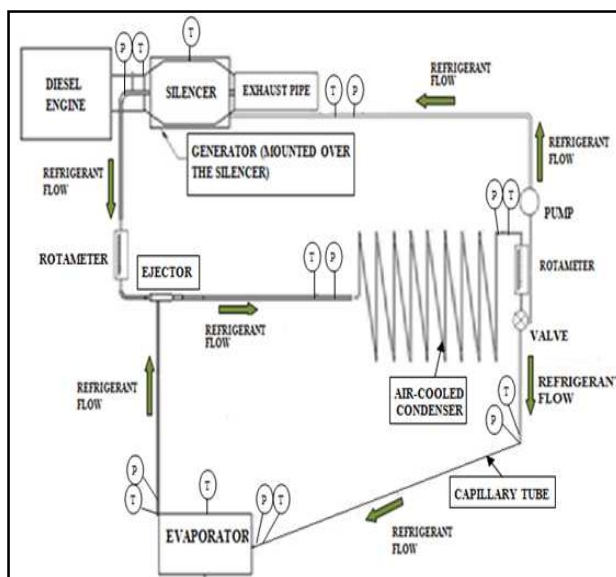 T
P
T
DIESEL
ENGINE
SILENCER
EXHAUST PIPE
T
P
REFRIGERANT
FLOW
GENERATOR (MOUNTED OVER
THE SILENCER)
REFRIGERANT
FLOW
REFRIGERANT
FLOW
PUMP
ROTAMETER
EJECTOR
T
P
P
T
ROTAMETER
VALVE
REFRIGERANT
FLOW
REFRIGERANT
FLOW
AIR-COOLED
CONDENSER
REFRIGERANT
FLOW
T
P
CAPILLARY TUBE
P
T
T
EVAPORATOR
P
T
REFRIGERANT
FLOW